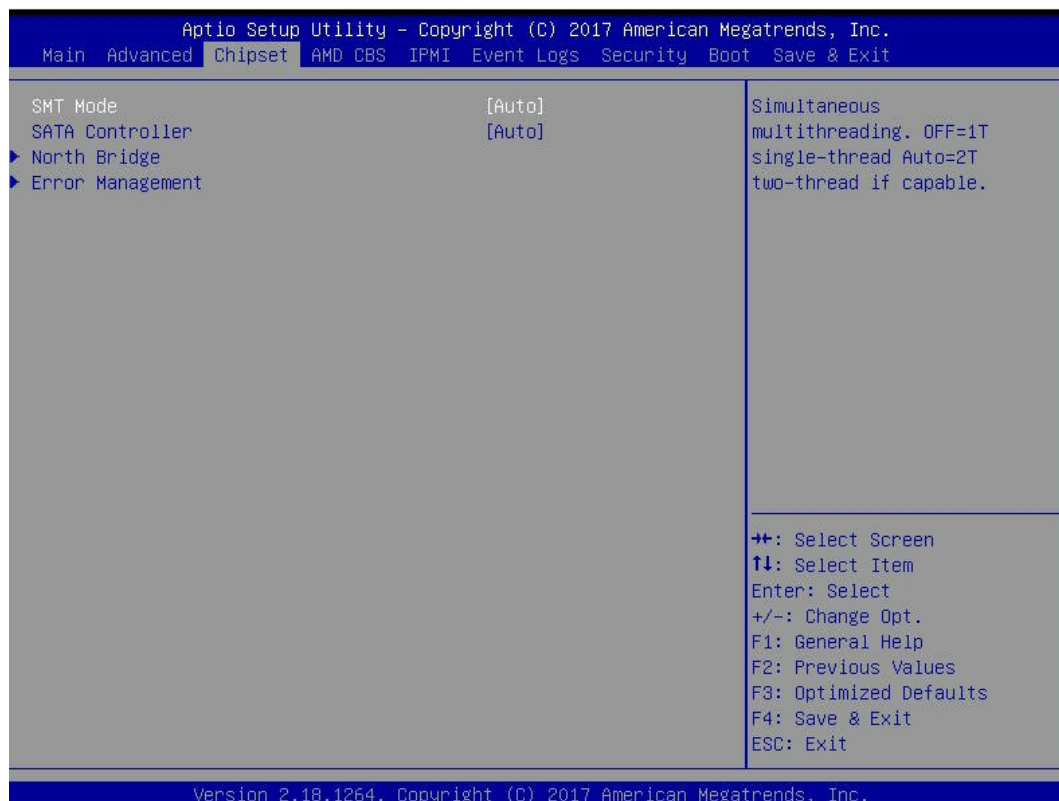 Aptio Setup Utility – Copyright (C) 2017 American Megatrends, Inc.
Main Advanced Chipset AMD CBS IPMI Event Logs Security Boot Save & Exit
SMT Mode [Auto]
SATA Controller [Auto]
North Bridge
Error Management
Simultaneous
multithreading. OFF=1T
single-thread Auto=2T
two-thread if capable.
→←: Select Screen
↑↓: Select Item
Enter: Select
+/-: Change Opt.
F1: General Help
F2: Previous Values
F3: Optimized Defaults
F4: Save & Exit
ESC: Exit
Version 2.18.1264. Copyright (C) 2017 American Megatrends, Inc.